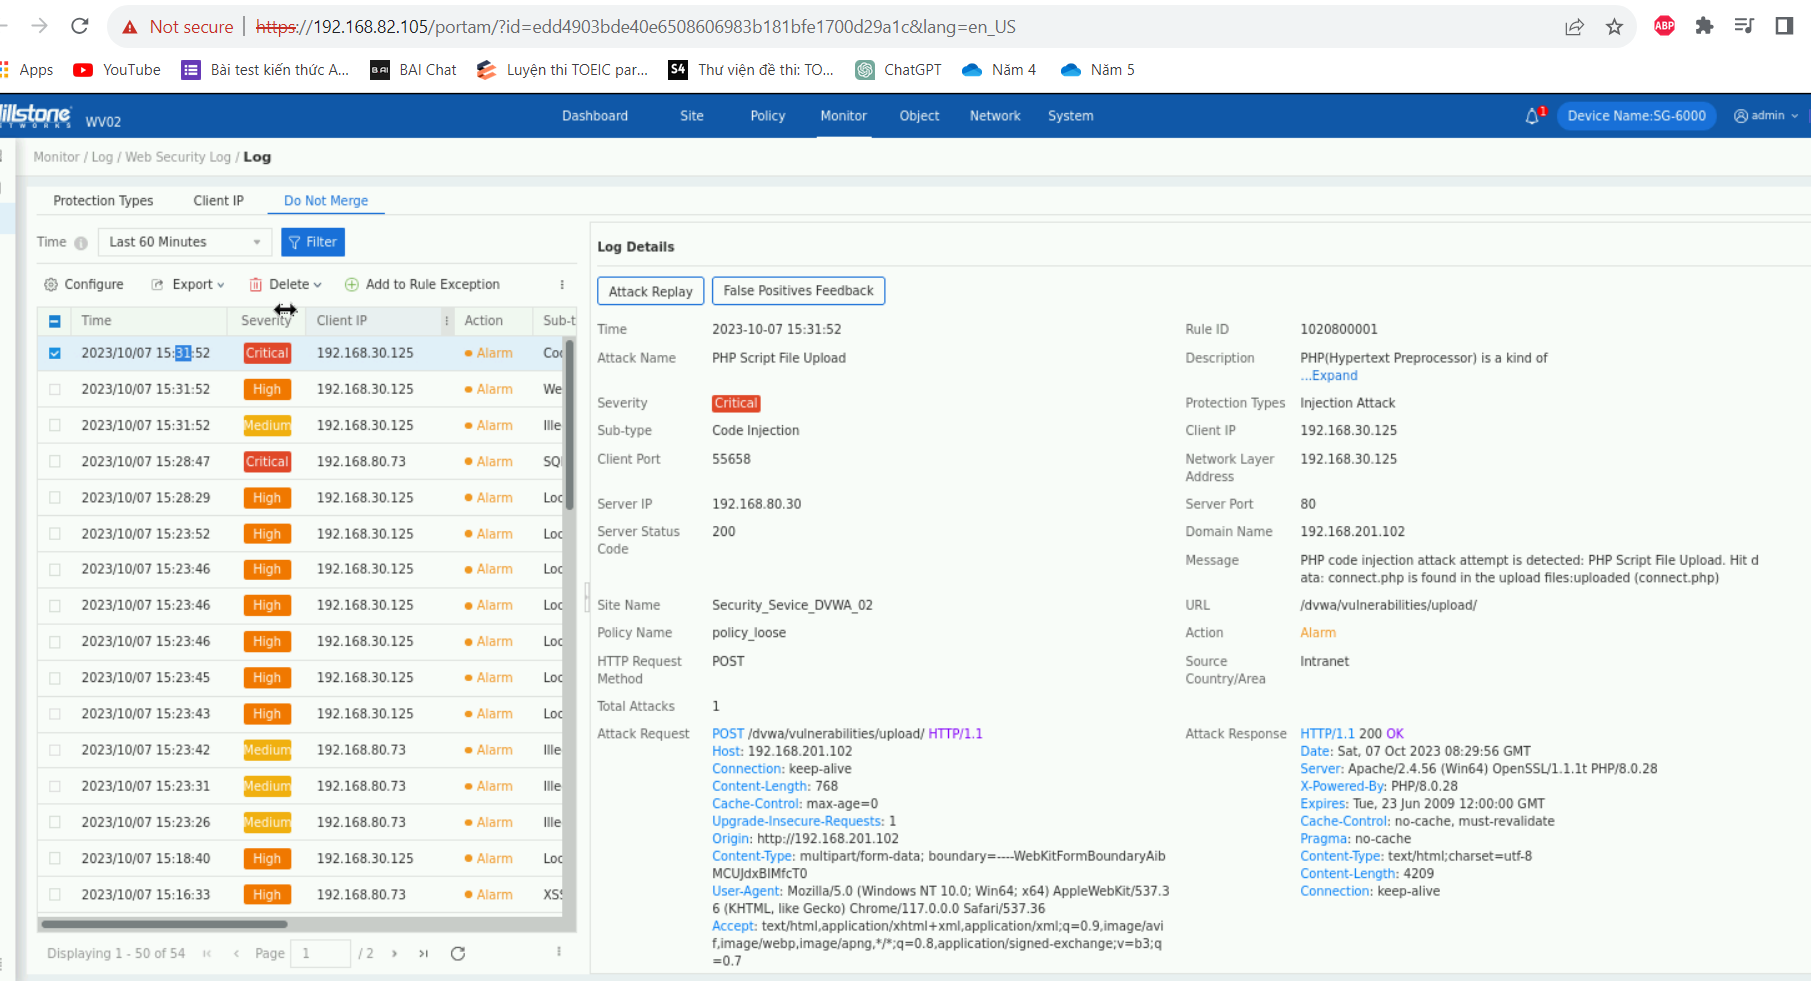 Not secure | https://192.168.82.105/portam/?id=edd4903bde40e6508606983b181bfe1700d29a1c&lang=en_US
ABP
Apps YouTube Bài test kiến thức A... BAI Chat Luyện thi TOEIC par... S4 Thư viện đề thi: TO... ChatGPT Năm 4 Năm 5
WV02 Dashboard Site Policy Monitor Object Network System 1 Device Name:SG-6000 admin
Monitor / Log / Web Security Log / Log
Protection Types Client IP Do Not Merge
Time Last 60 Minutes Filter
Configure Export Delete Add to Rule Exception
Time Severity Client IP Action Sub-t
2023/10/07 15:31:52 Critical 192.168.30.125 Alarm
2023/10/07 15:31:52 High 192.168.30.125 Alarm We
2023/10/07 15:31:52 Medium 192.168.30.125 Alarm Ille
2023/10/07 15:28:47 Critical 192.168.80.73 Alarm
2023/10/07 15:28:29 High 192.168.30.125 Alarm
2023/10/07 15:23:52 High 192.168.30.125 Alarm
2023/10/07 15:23:46 High 192.168.30.125 Alarm
2023/10/07 15:23:46 High 192.168.30.125 Alarm
2023/10/07 15:23:46 High 192.168.30.125 Alarm
2023/10/07 15:23:45 High 192.168.30.125 Alarm
2023/10/07 15:23:43 High 192.168.30.125 Alarm
2023/10/07 15:23:42 Medium 192.168.80.73 Alarm Ille
2023/10/07 15:23:31 Medium 192.168.80.73 Alarm Ille
2023/10/07 15:23:26 Medium 192.168.80.73 Alarm Ille
2023/10/07 15:18:40 High 192.168.30.125 Alarm
2023/10/07 15:16:33 High 192.168.80.73 Alarm
Displaying 1 - 50 of 54 Page 1 / 2
Log Details
Attack Replay False Positives Feedback
Time 2023-10-07 15:31:52 Rule ID 1020800001
Attack Name PHP Script File Upload Description PHP(Hypertext Preprocessor) is a kind of
...Expand
Severity Critical Protection Types Injection Attack
Sub-type Code Injection Client IP 192.168.30.125
Client Port 55658 Network Layer 192.168.30.125
Address
Server IP 192.168.80.30 Server Port 80
Server Status 200 Domain Name 192.168.201.102
Code
Message PHP code injection attack attempt is detected: PHP Script File Upload. Hit d
ata: connect.php is found in the upload files:uploaded (connect.php)
Site Name Security_Sevice_DVWA_02 URL /dvwa/vulnerabilities/upload/
Policy Name policy_loose Action Alarm
HTTP Request POST Source Intranet
Method Country/Area
Total Attacks 1
Attack Request POST /dvwa/vulnerabilities/upload/ HTTP/1.1
Host: 192.168.201.102
Connection: keep-alive
Content-Length: 768
Cache-Control: max-age=0
Upgrade-Insecure-Requests: 1
Origin: http://192.168.201.102
Content-Type: multipart/form-data; boundary=----WebKitFormBoundaryAib
MCUJdxBIMfcT0
User-Agent: Mozilla/5.0 (Windows NT 10.0; Win64; x64) AppleWebKit/537.3
6 (KHTML, like Gecko) Chrome/117.0.0.0 Safari/537.36
Accept: text/html,application/xhtml+xml,application/xml;q=0.9,image/avi
f,image/webp,image/apng,*/*;q=0.8,application/signed-exchange;v=b3;q
=0.7
Attack Response HTTP/1.1 200 OK
Date: Sat, 07 Oct 2023 08:29:56 GMT
Server: Apache/2.4.56 (Win64) OpenSSL/1.1.1t PHP/8.0.28
X-Powered-By: PHP/8.0.28
Expires: Tue, 23 Jun 2009 12:00:00 GMT
Cache-Control: no-cache, must-revalidate
Pragma: no-cache
Content-Type: text/html;charset=utf-8
Content-Length: 4209
Connection: keep-alive